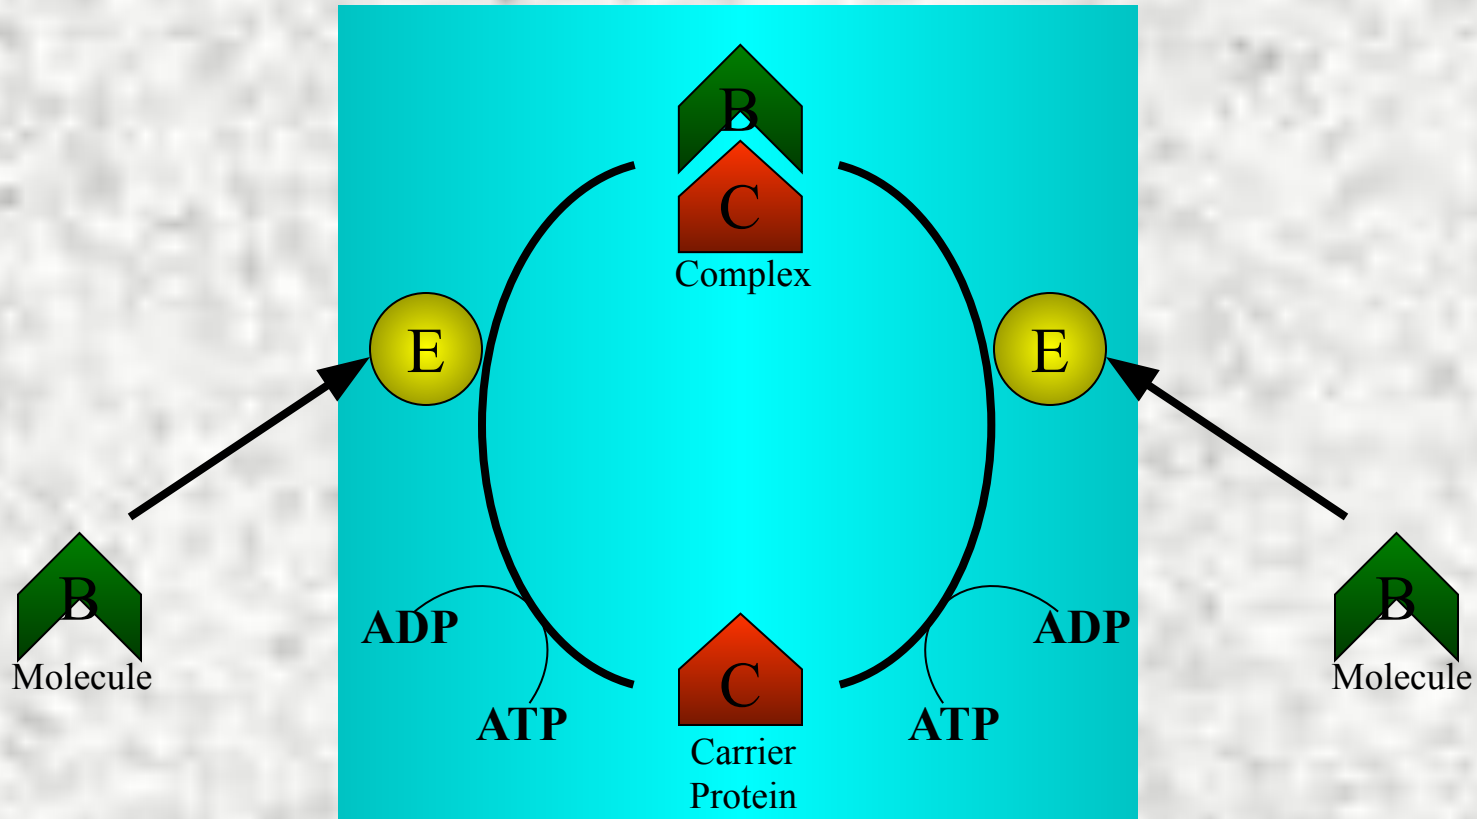 B
C
Complex
E
E
B
Molecule
B
Molecule
ADP
ADP
ATP
ATP
C
Carrier
Protein